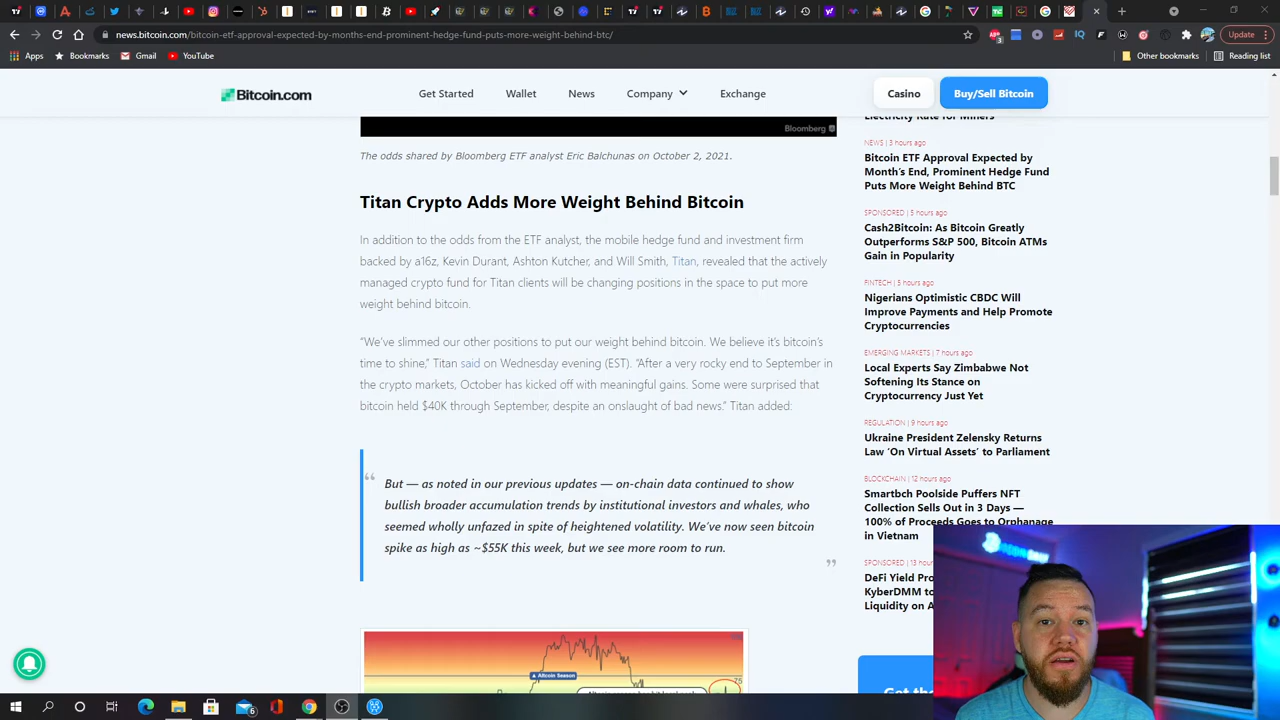 news.bitcoin.com/bitcoin-etf-approval-expected-by-months-end-prominent-hedge-fund-puts-more-weight-behind-btc/
3
Update
Apps
Bookmarks
Gmail
YouTube
Other bookmarks
Reading list
Bitcoin.com
Get Started
Wallet
News
Company
Exchange
Casino
Buy/Sell Bitcoin
Bloomberg
The odds shared by Bloomberg ETF analyst Eric Balchunas on October 2, 2021.
Titan Crypto Adds More Weight Behind Bitcoin
In addition to the odds from the ETF analyst, the mobile hedge fund and investment firm
backed by a16z, Kevin Durant, Ashton Kutcher, and Will Smith, Titan, revealed that the actively
managed crypto fund for Titan clients will be changing positions in the space to put more
weight behind bitcoin.
“We’ve slimmed our other positions to put our weight behind bitcoin. We believe it’s bitcoin’s
time to shine,” Titan said on Wednesday evening (EST). “After a very rocky end to September in
the crypto markets, October has kicked off with meaningful gains. Some were surprised that
bitcoin held $40K through September, despite an onslaught of bad news.” Titan added:
“
But — as noted in our previous updates — on-chain data continued to show
bullish broader accumulation trends by institutional investors and whales, who
seemed wholly unfazed in spite of heightened volatility. We’ve now seen bitcoin
spike as high as ~$55K this week, but we see more room to run.
”
Altcoin Season
75
Electricity Rate for Miners
NEWS | 3 hours ago
Bitcoin ETF Approval Expected by
Month’s End, Prominent Hedge Fund
Puts More Weight Behind BTC
SPONSORED | 5 hours ago
Cash2Bitcoin: As Bitcoin Greatly
Outperforms S&P 500, Bitcoin ATMs
Gain in Popularity
FINTECH | 5 hours ago
Nigerians Optimistic CBDC Will
Improve Payments and Help Promote
Cryptocurrencies
EMERGING MARKETS | 7 hours ago
Local Experts Say Zimbabwe Not
Softening Its Stance on
Cryptocurrency Just Yet
REGULATION | 9 hours ago
Ukraine President Zelensky Returns
Law ‘On Virtual Assets’ to Parliament
BLOCKCHAIN | 12 hours ago
Smartbch Poolside Puffers NFT
Collection Sells Out in 3 Days —
100% of Proceeds Goes to Orphanage
in Vietnam
SPONSORED | 13 hou
DeFi Yield Pro
KyberDMM to
Liquidity on A
Get the